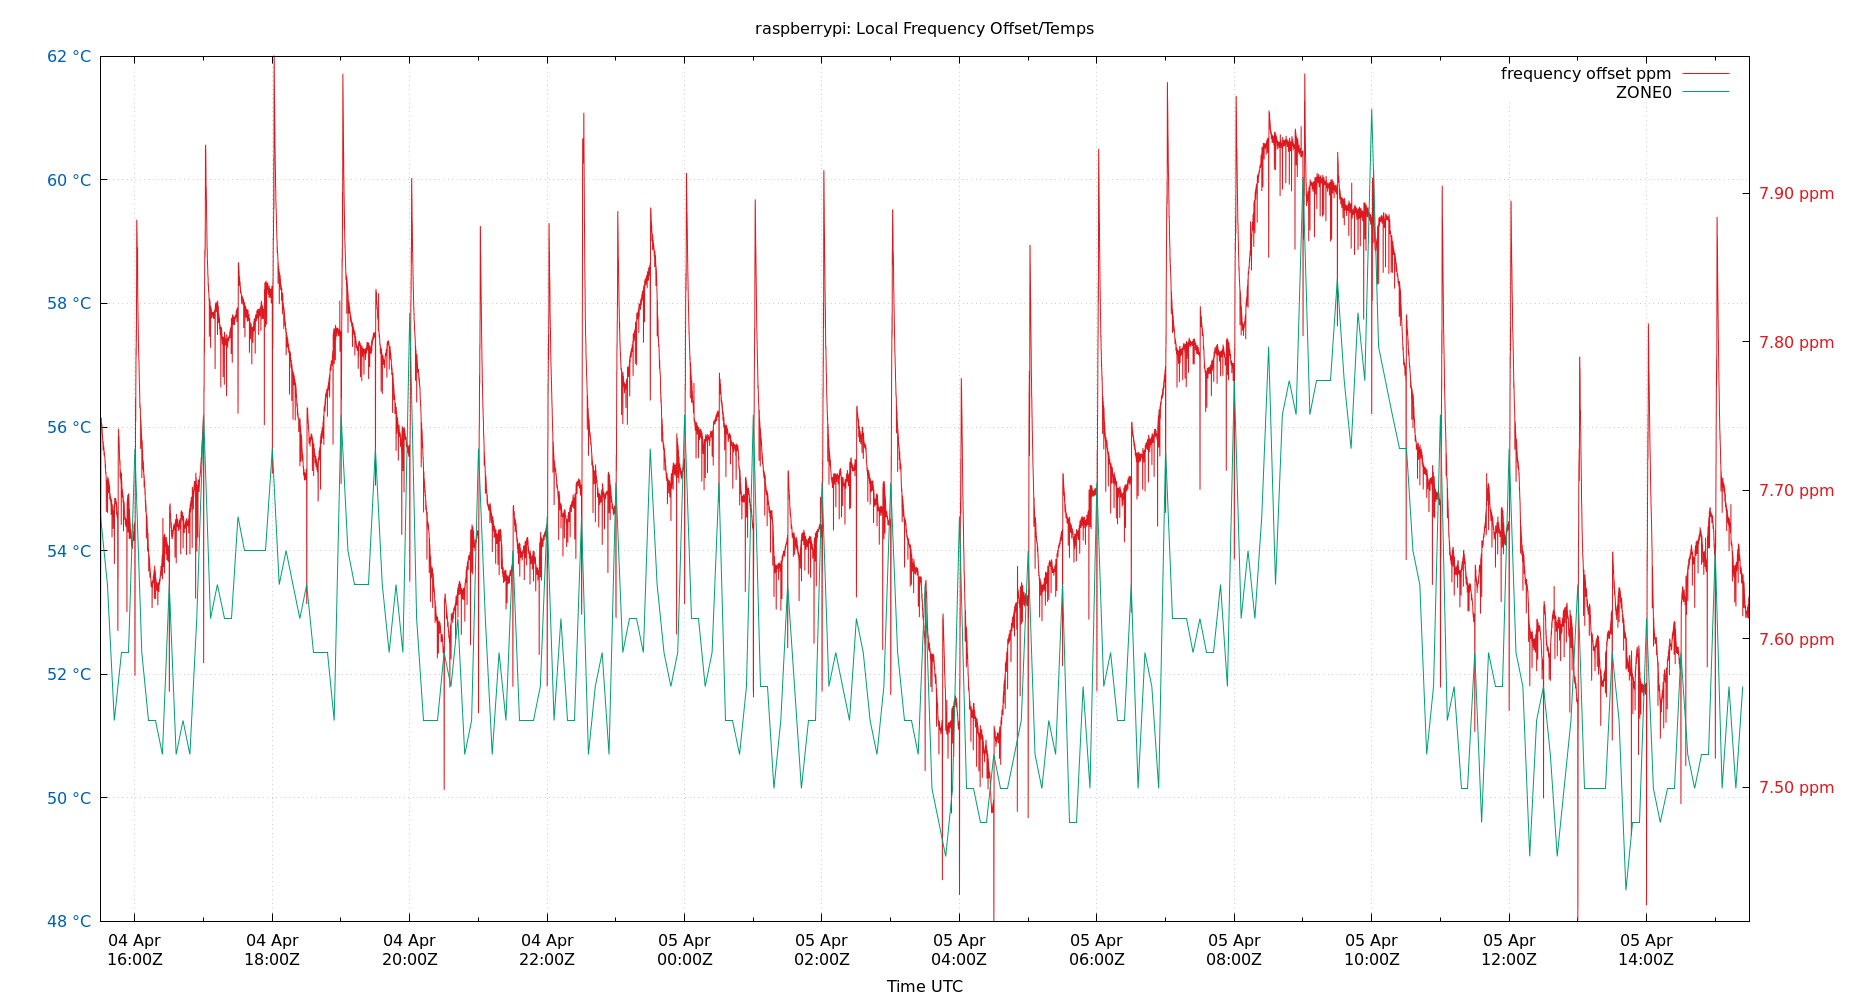 raspberrypi: Local Frequency Offset/Temps
62 °C
60 °C
58 °C
56 °C
54 °C
52 °C
50 °C
48 °C
frequency offset ppm
ZONE0
7.90 ppm
7.80 ppm
7.70 ppm
7.60 ppm
7.50 ppm
04 Apr
16:00Z
04 Apr
18:00Z
04 Apr
20:00Z
04 Apr
22:00Z
05 Apr
00:00Z
05 Apr
02:00Z
05 Apr
04:00Z
05 Apr
06:00Z
05 Apr
08:00Z
05 Apr
10:00Z
05 Apr
12:00Z
05 Apr
14:00Z
Time UTC